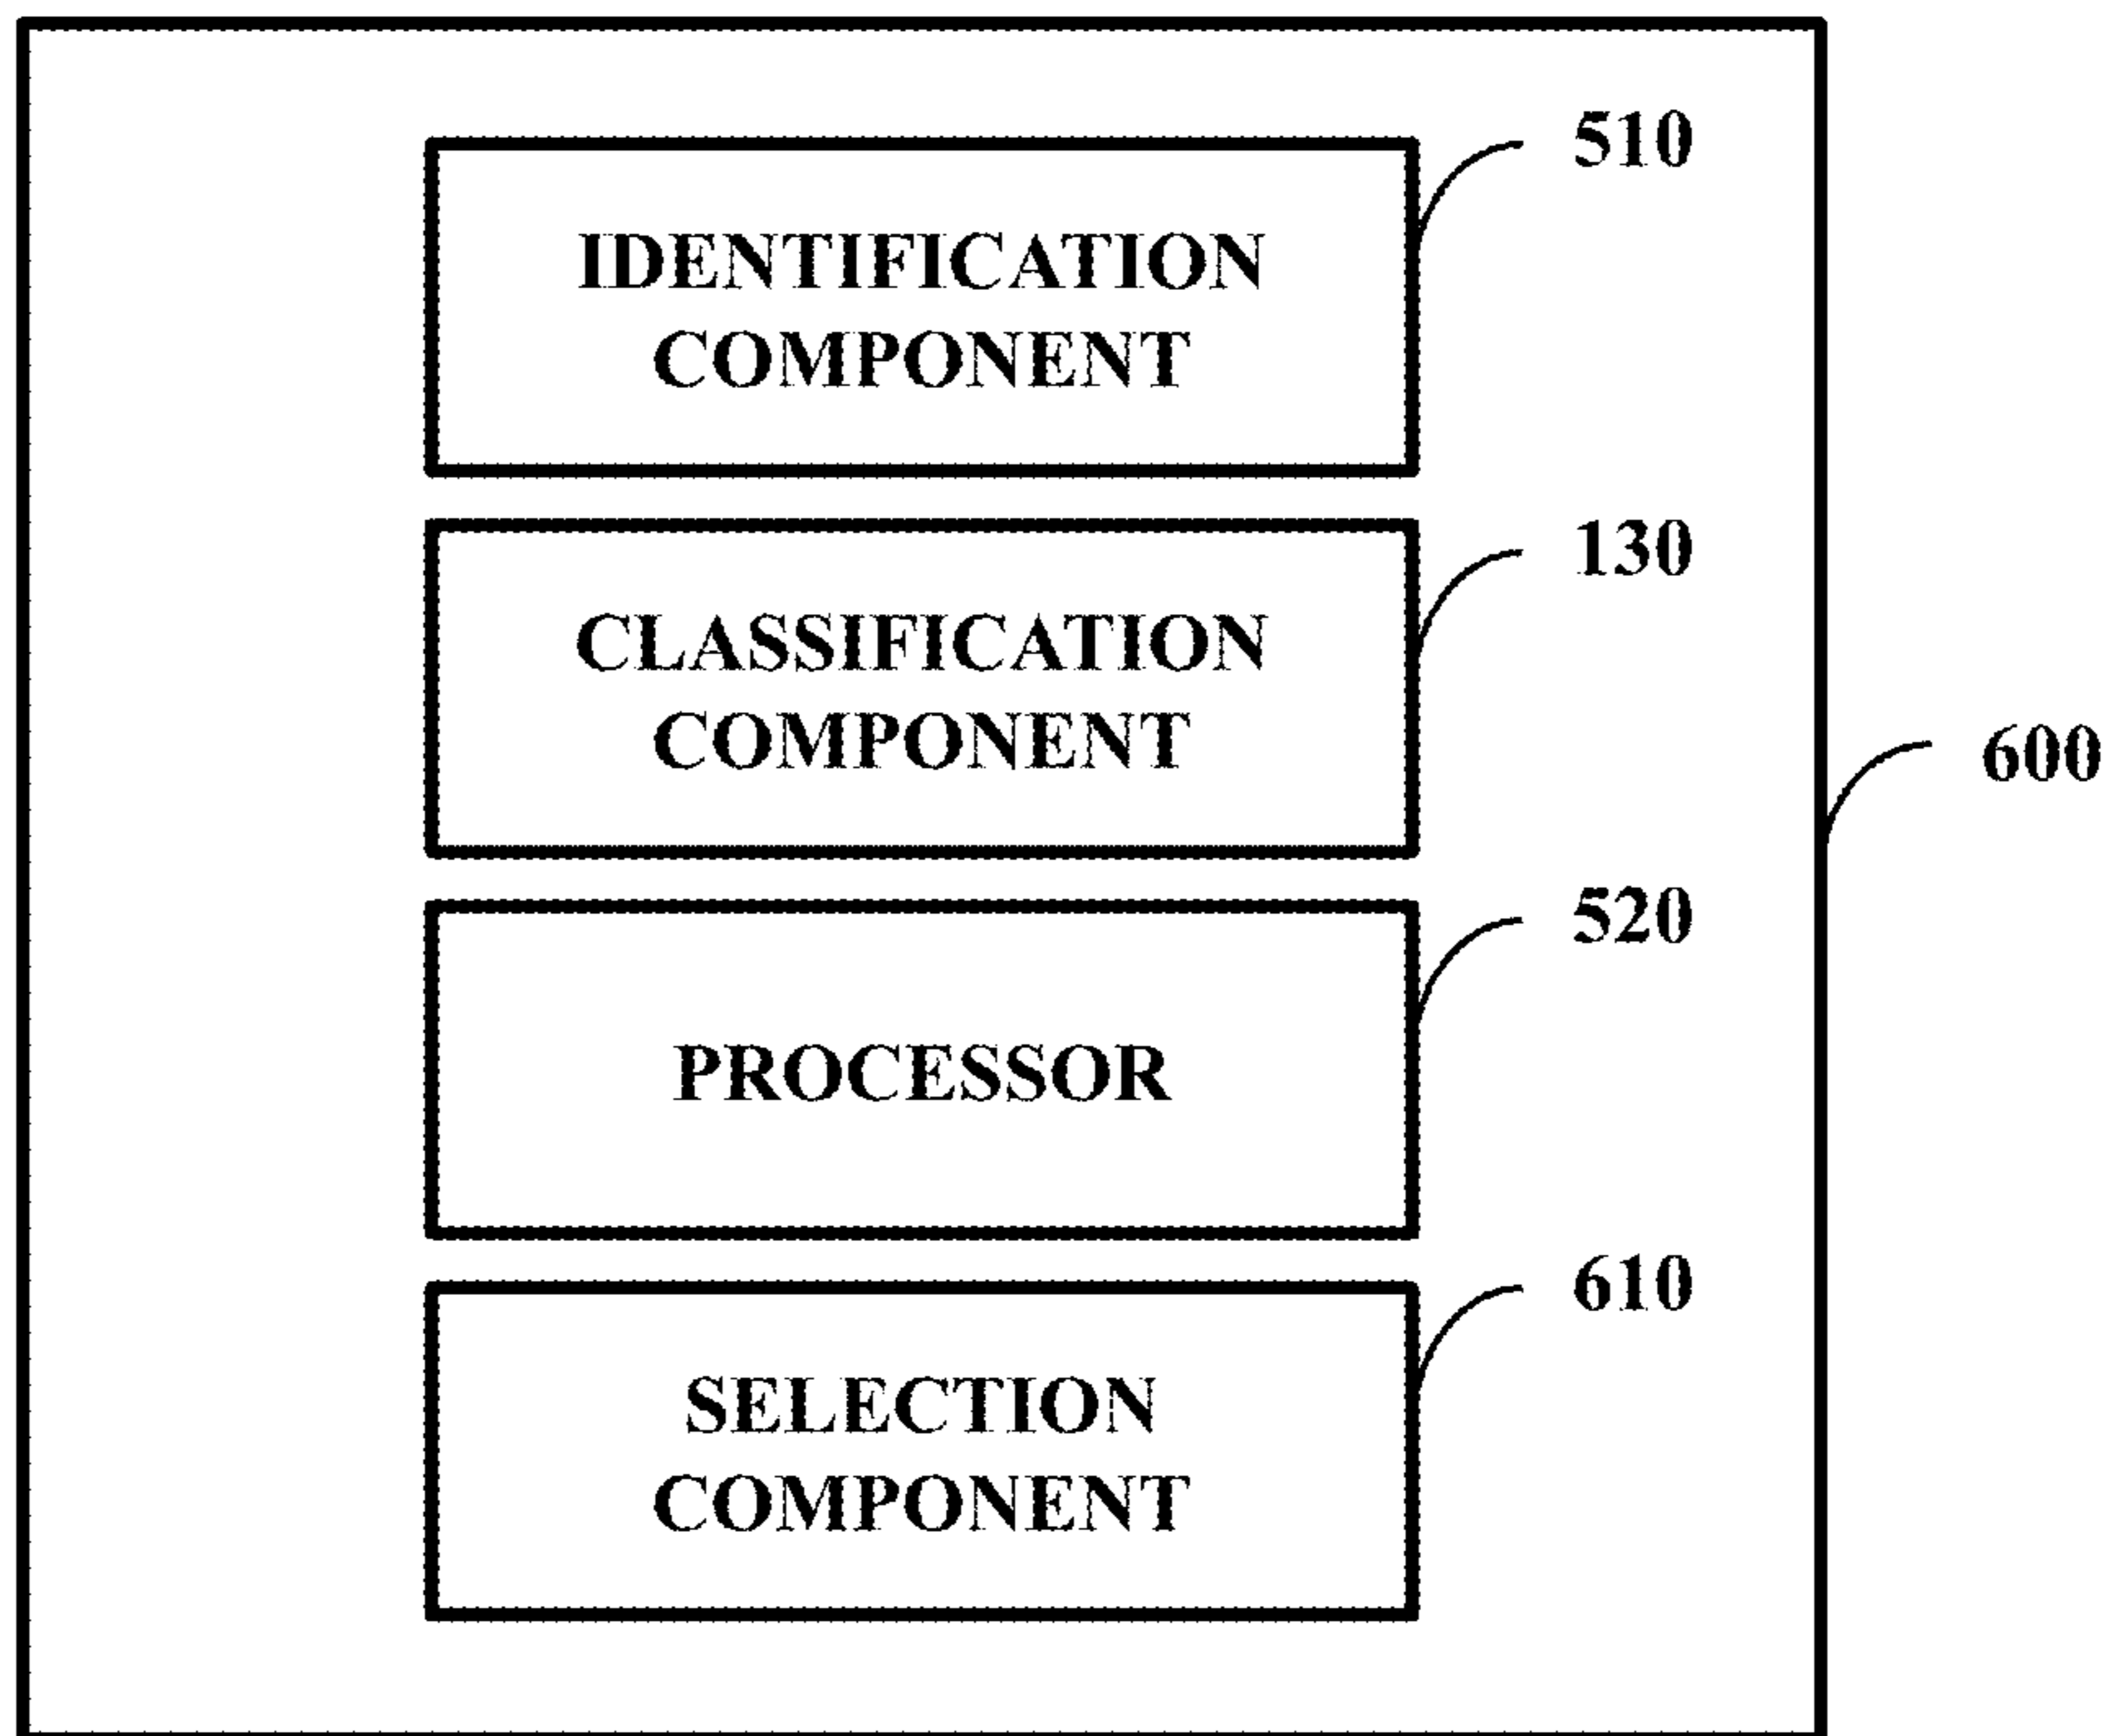 510
IDENTIFICATION
COMPONENT
130
CLASSIFICATION
COMPONENT
600
520
PROCESSOR
610
SELECTION
COMPONENT